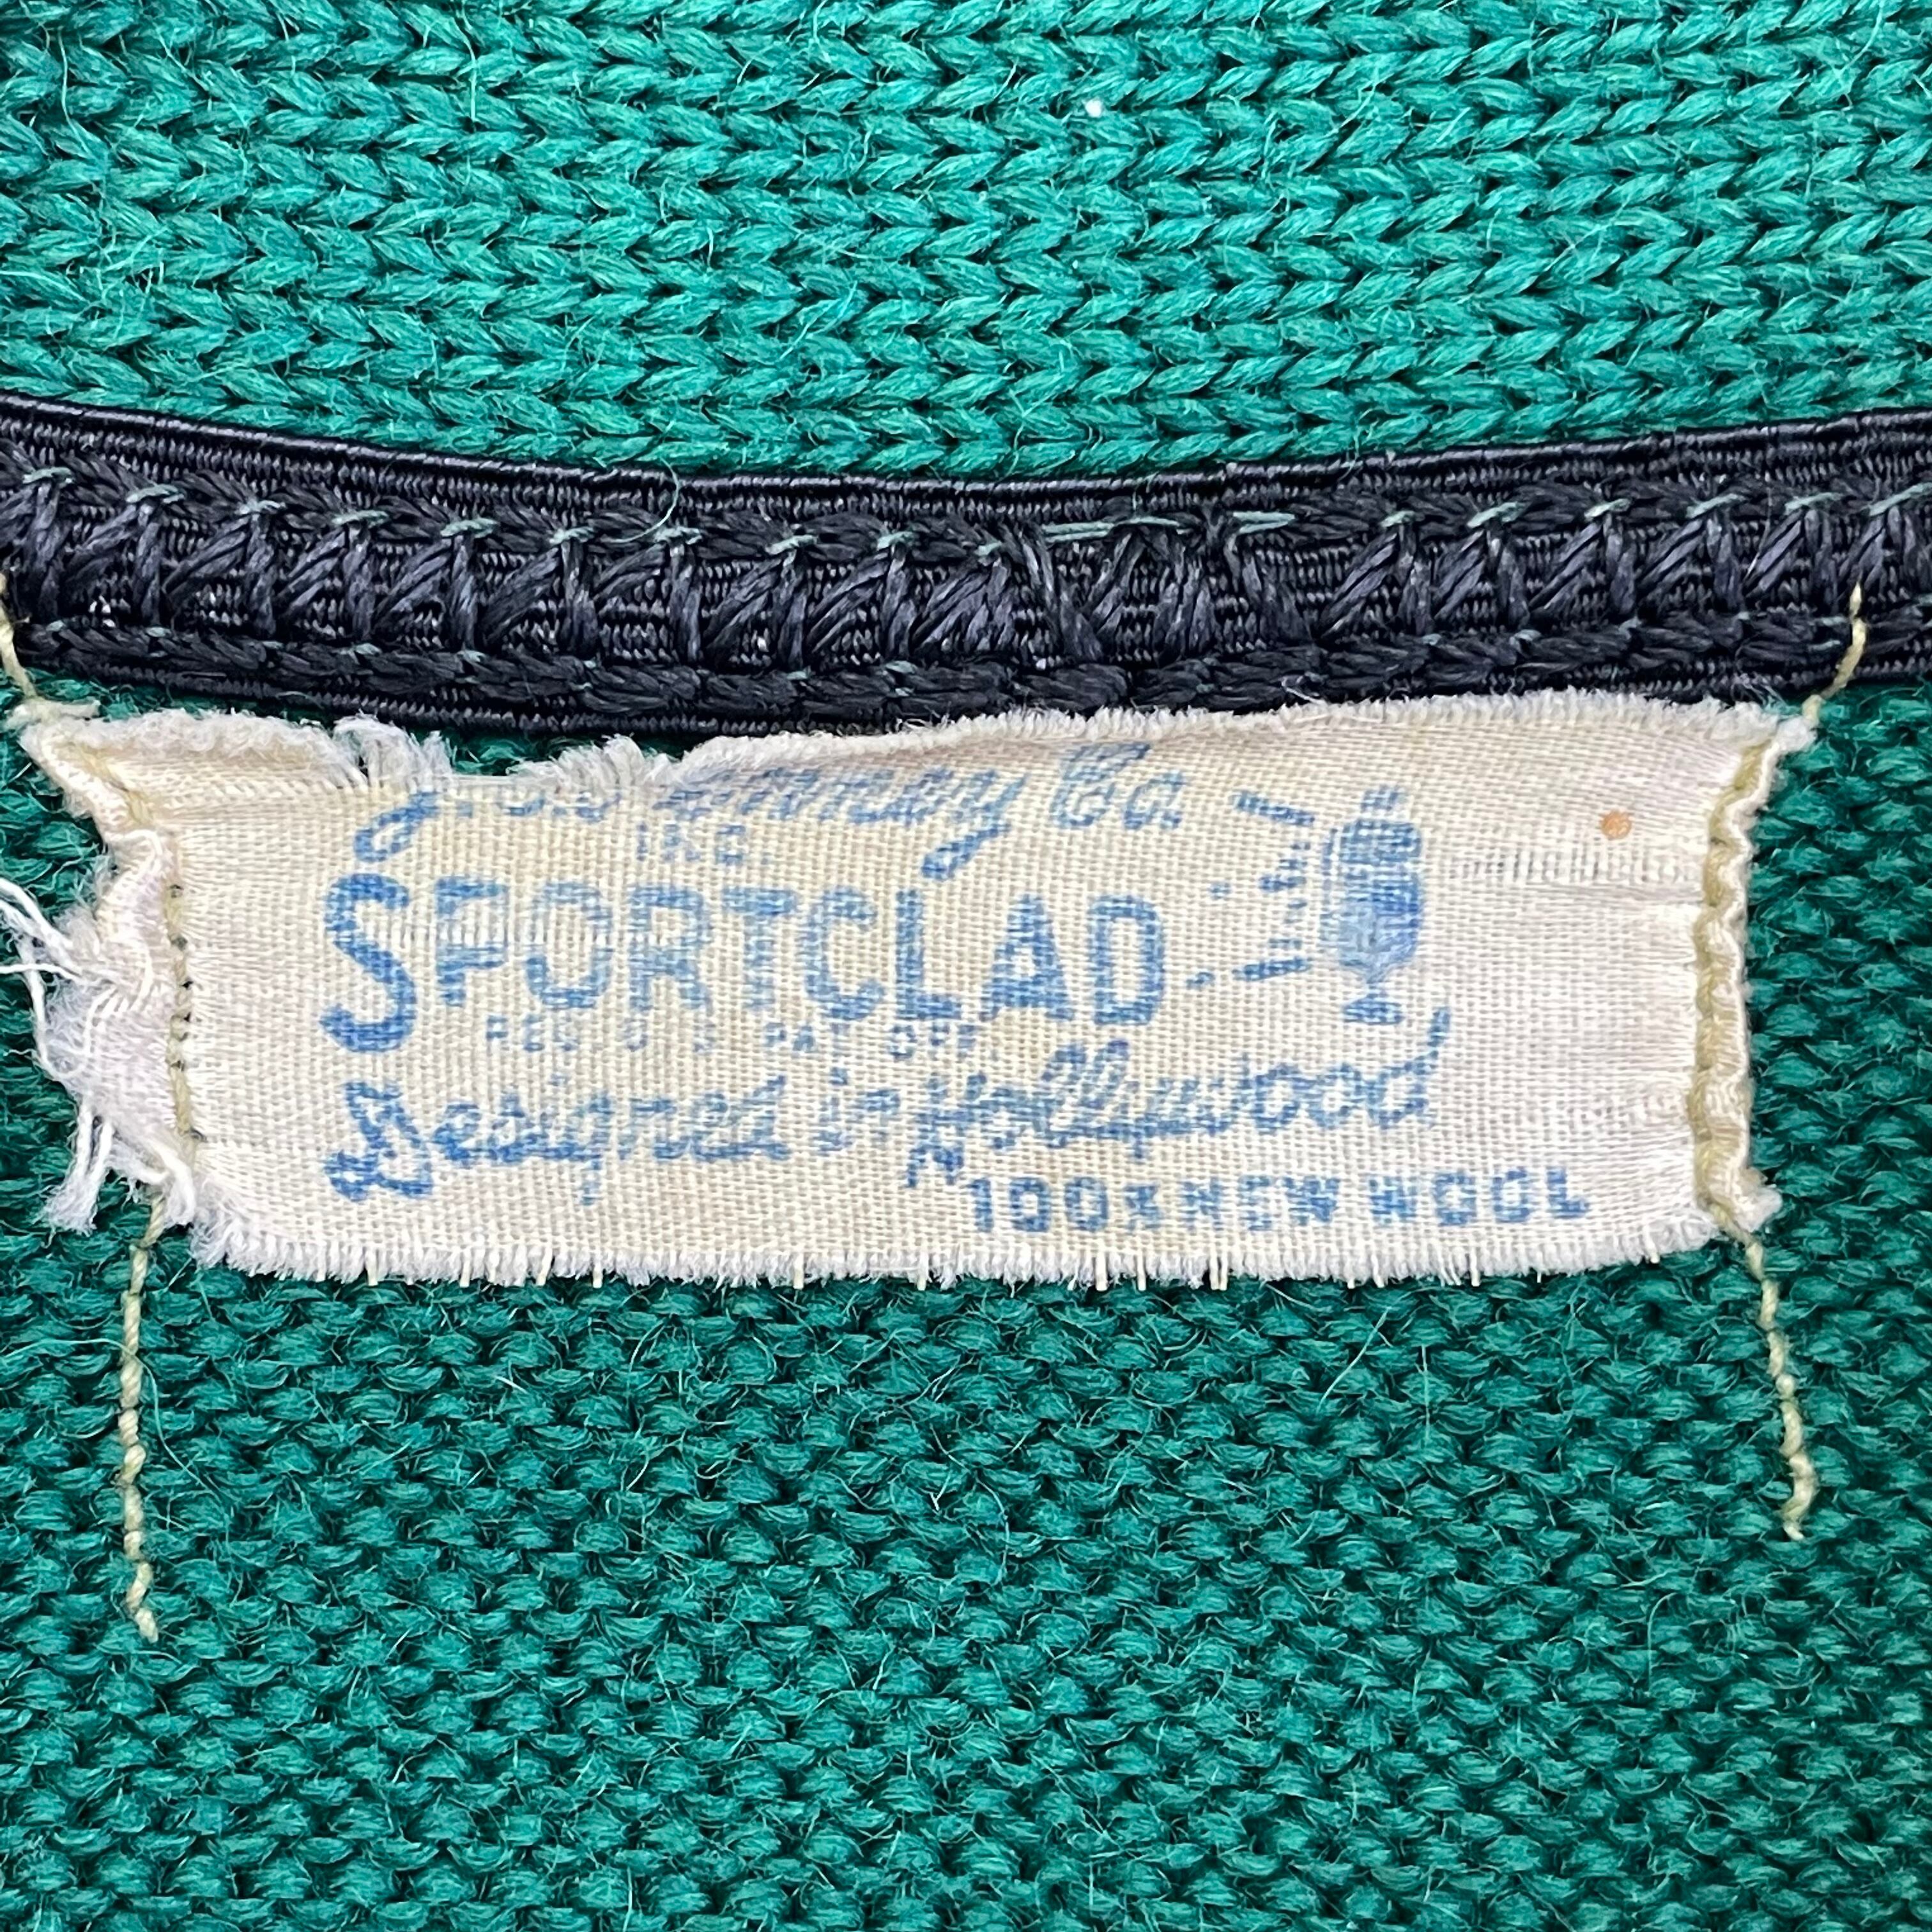 J.C. Penney Co.
INC.
SPORTCLAD
REG. U.S. PAT. OFF.
Designed in Hollywood
100% NEW WOOL